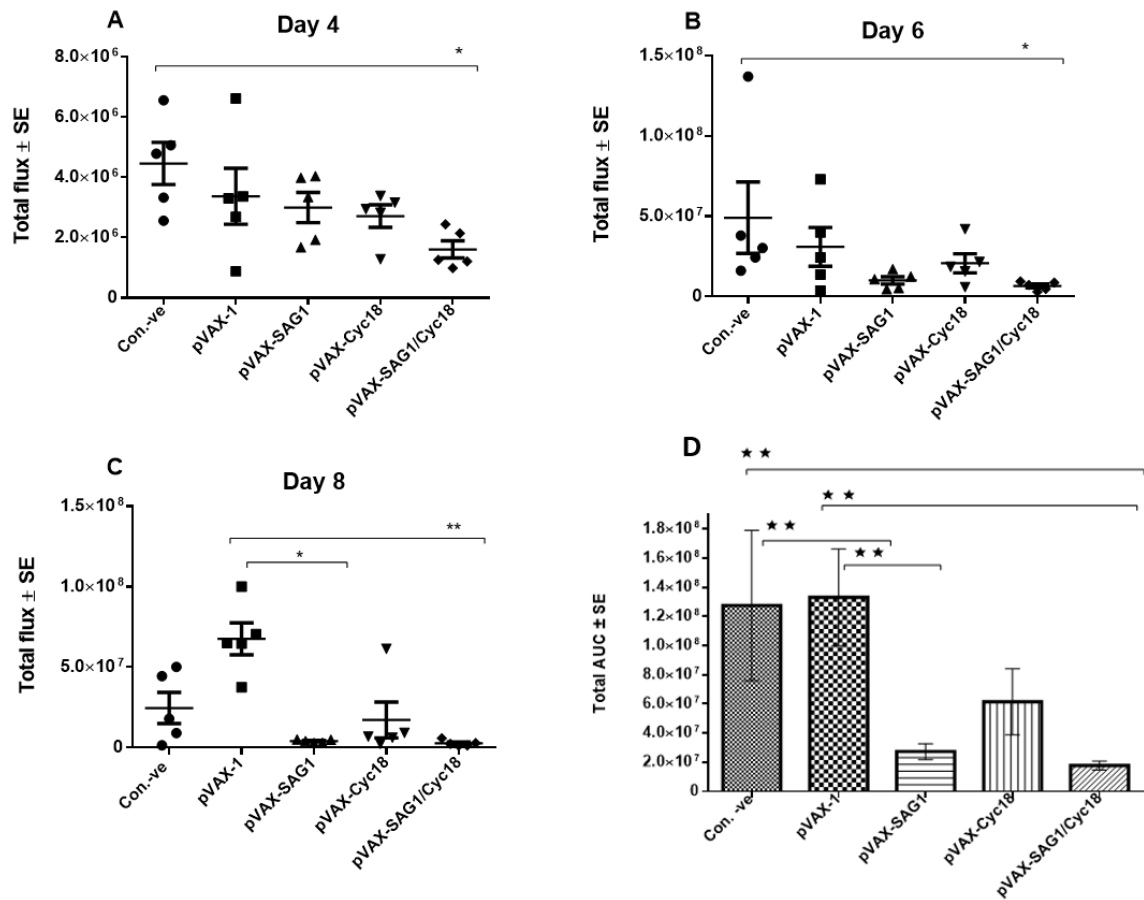 A
Day 4
*
8.0×10⁶
6.0×10⁶
4.0×10⁶
2.0×10⁶
0
Total flux ± SE
Con.-ve
pVAX-1
pVAX-SAG1
pVAX-Cyc18
pVAX-SAG1/Cyc18
B
Day 6
*
1.5×10⁸
1.0×10⁸
5.0×10⁷
0
Total flux ± SE
Con.-ve
pVAX-1
pVAX-SAG1
pVAX-Cyc18
pVAX-SAG1/Cyc18
C
Day 8
**
*
1.5×10⁸
1.0×10⁸
5.0×10⁷
0
Total flux ± SE
Con.-ve
pVAX-1
pVAX-SAG1
pVAX-Cyc18
pVAX-SAG1/Cyc18
D
★ ★
★ ★
★ ★
★ ★
1.8×10⁸
1.6×10⁸
1.4×10⁸
1.2×10⁸
1.0×10⁸
8.0×10⁷
6.0×10⁷
4.0×10⁷
2.0×10⁷
0
Total AUC ± SE
Con. -ve
pVAX-1
pVAX-SAG1
pVAX-Cyc18
pVAX-SAG1/Cyc18